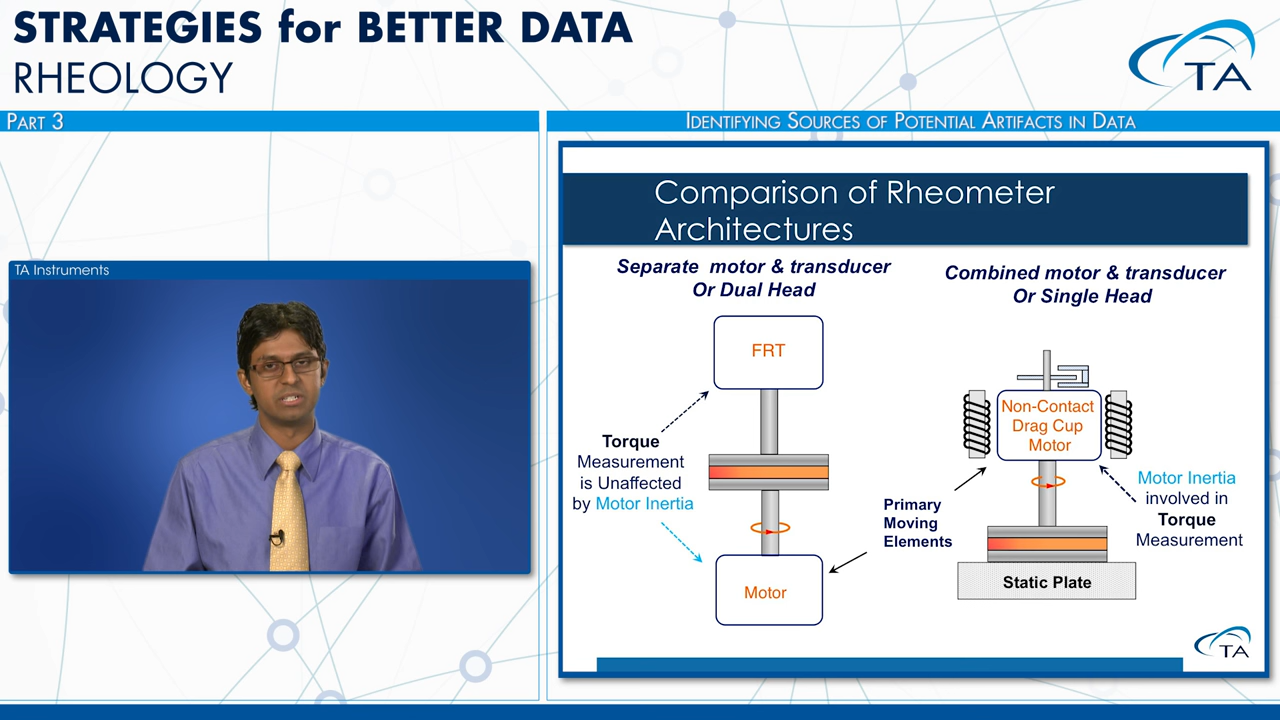 STRATEGIES for BETTER DATA
RHEOLOGY
TA
PART 3
IDENTIFYING SOURCES OF POTENTIAL ARTIFACTS IN DATA
TA Instruments
Comparison of Rheometer
Architectures
Separate motor & transducer
Or Dual Head
Combined motor & transducer
Or Single Head
FRT
Torque
Measurement
is Unaffected
by Motor Inertia
Motor
Primary
Moving
Elements
Non-Contact
Drag Cup
Motor
Motor Inertia
involved in
Torque
Measurement
Static Plate
TA